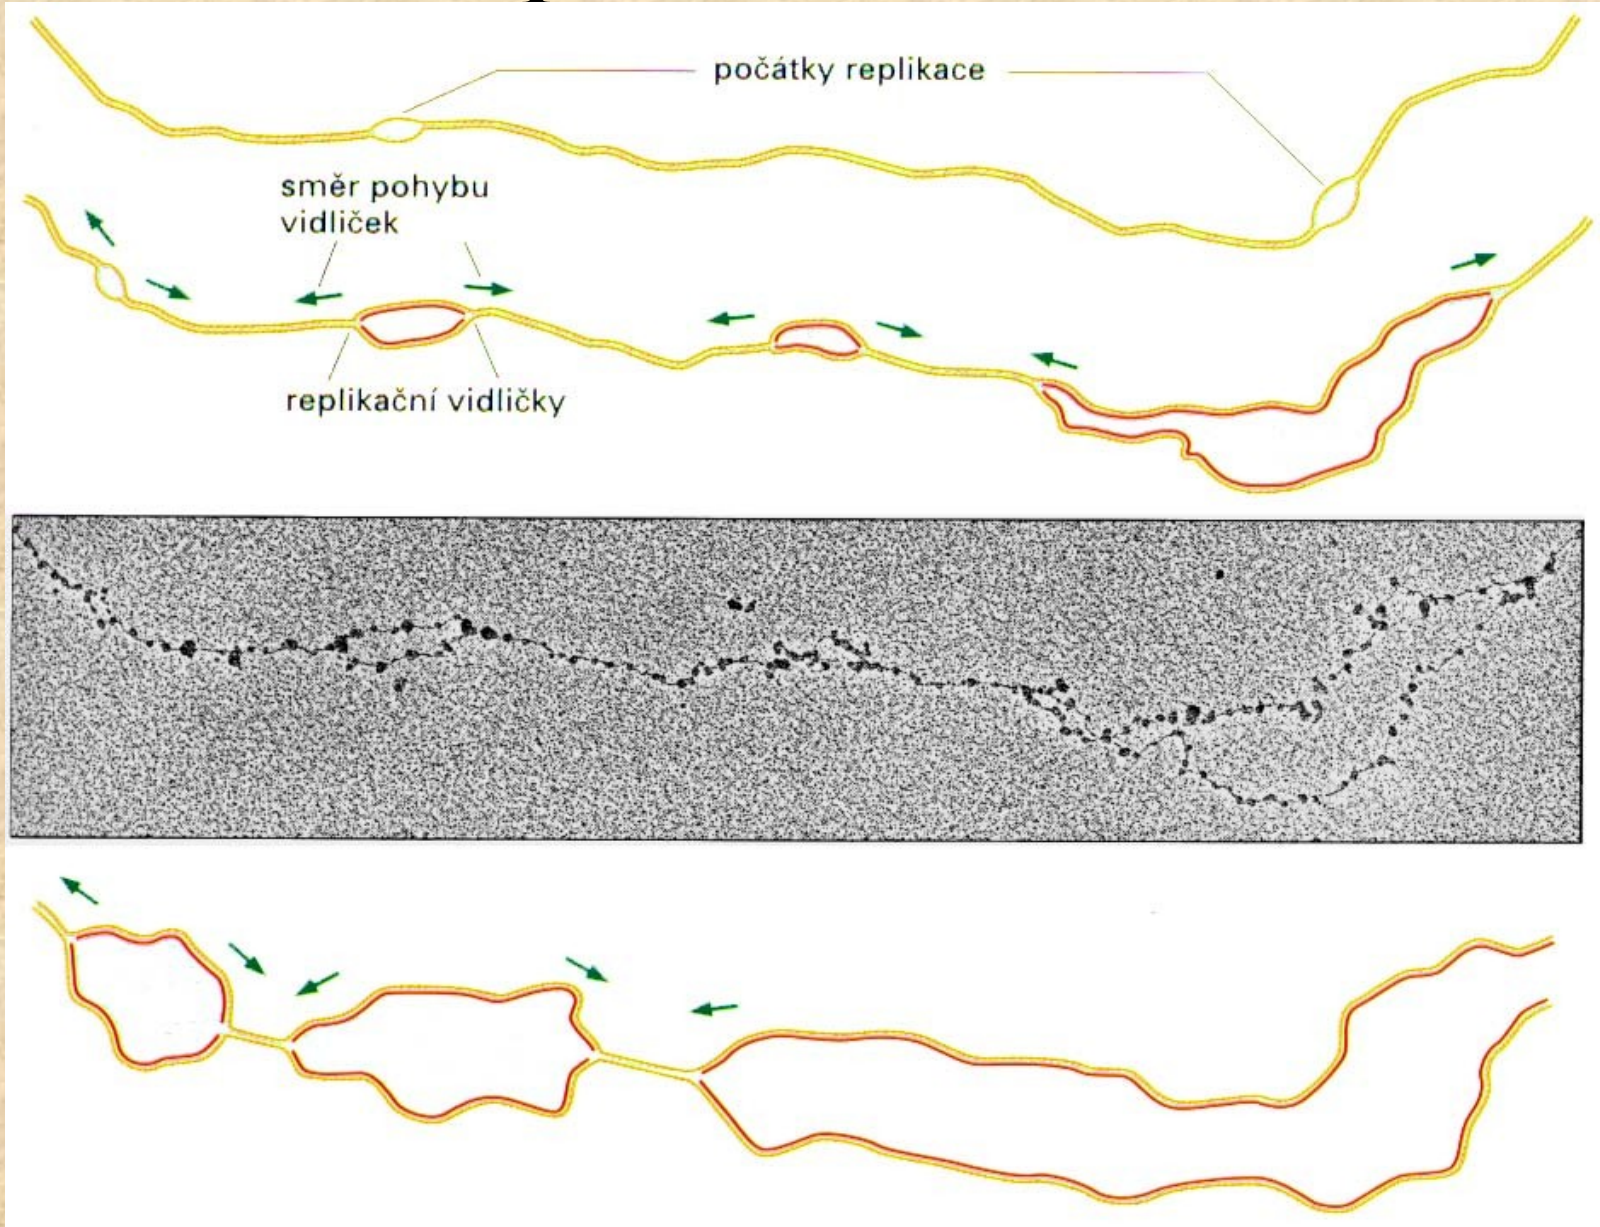 počátky replikace
směr pohybu
vidliček
replikační vidličky